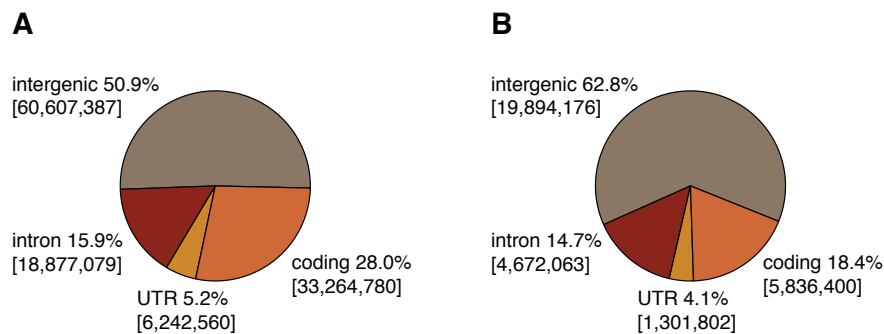 A
intergenic 50.9%
[60,607,387]
intron 15.9%
[18,877,079]
UTR 5.2%
[6,242,560]
coding 28.0%
[33,264,780]
B
intergenic 62.8%
[19,894,176]
intron 14.7%
[4,672,063]
UTR 4.1%
[1,301,802]
coding 18.4%
[5,836,400]